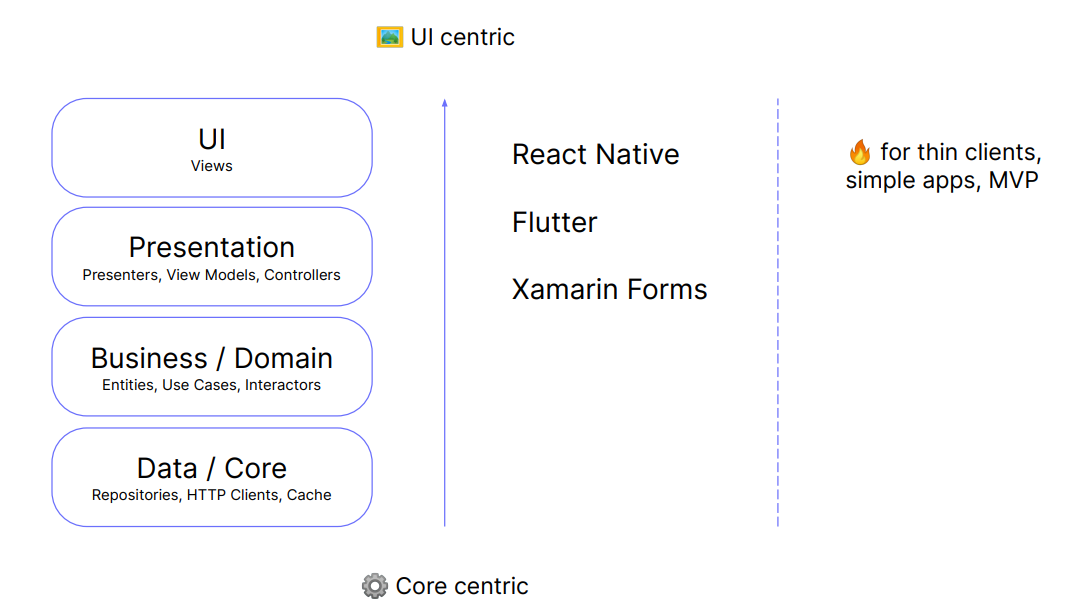 🖼️ UI centric
UI
Views
Presentation
Presenters, View Models, Controllers
Business / Domain
Entities, Use Cases, Interactors
Data / Core
Repositories, HTTP Clients, Cache
React Native
Flutter
Xamarin Forms
🔥 for thin clients,
simple apps, MVP
⚙️ Core centric